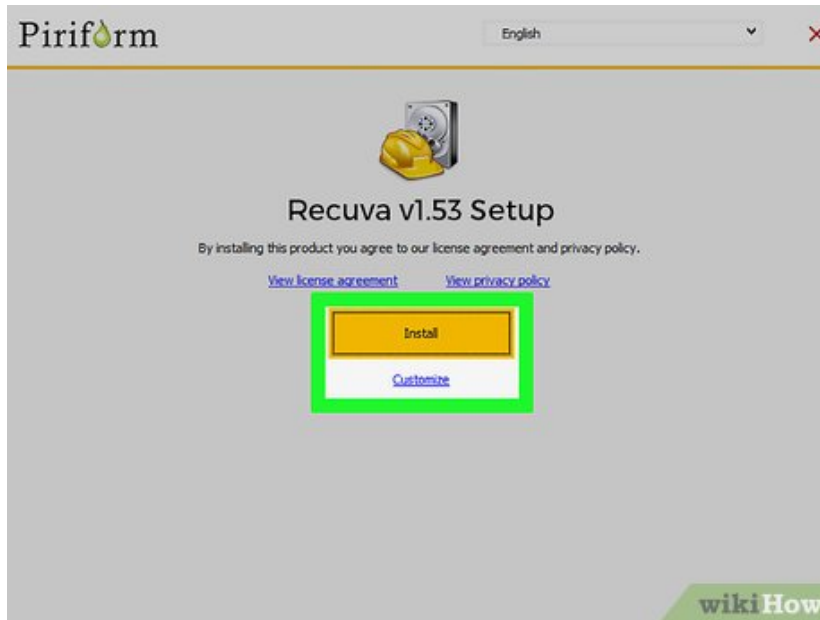 Piriform
English
Recuva v1.53 Setup
By installing this product you agree to our license agreement and privacy policy.
View license agreement View privacy policy
Install
Customize
wikiHow